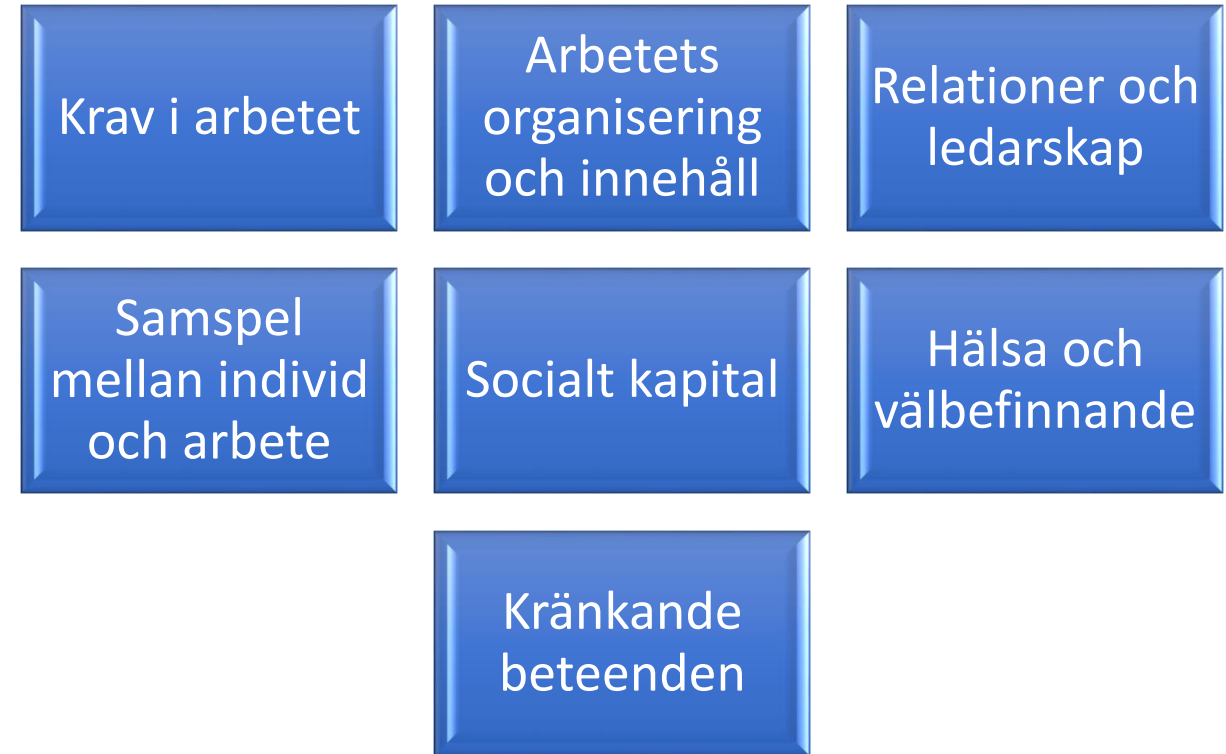 Krav i arbetet
Arbetets
organisering
och innehåll
Relationer och
ledarskap
Samspel
mellan individ
och arbete
Socialt kapital
Hälsa och
välbefinnande
Kränkande
beteenden